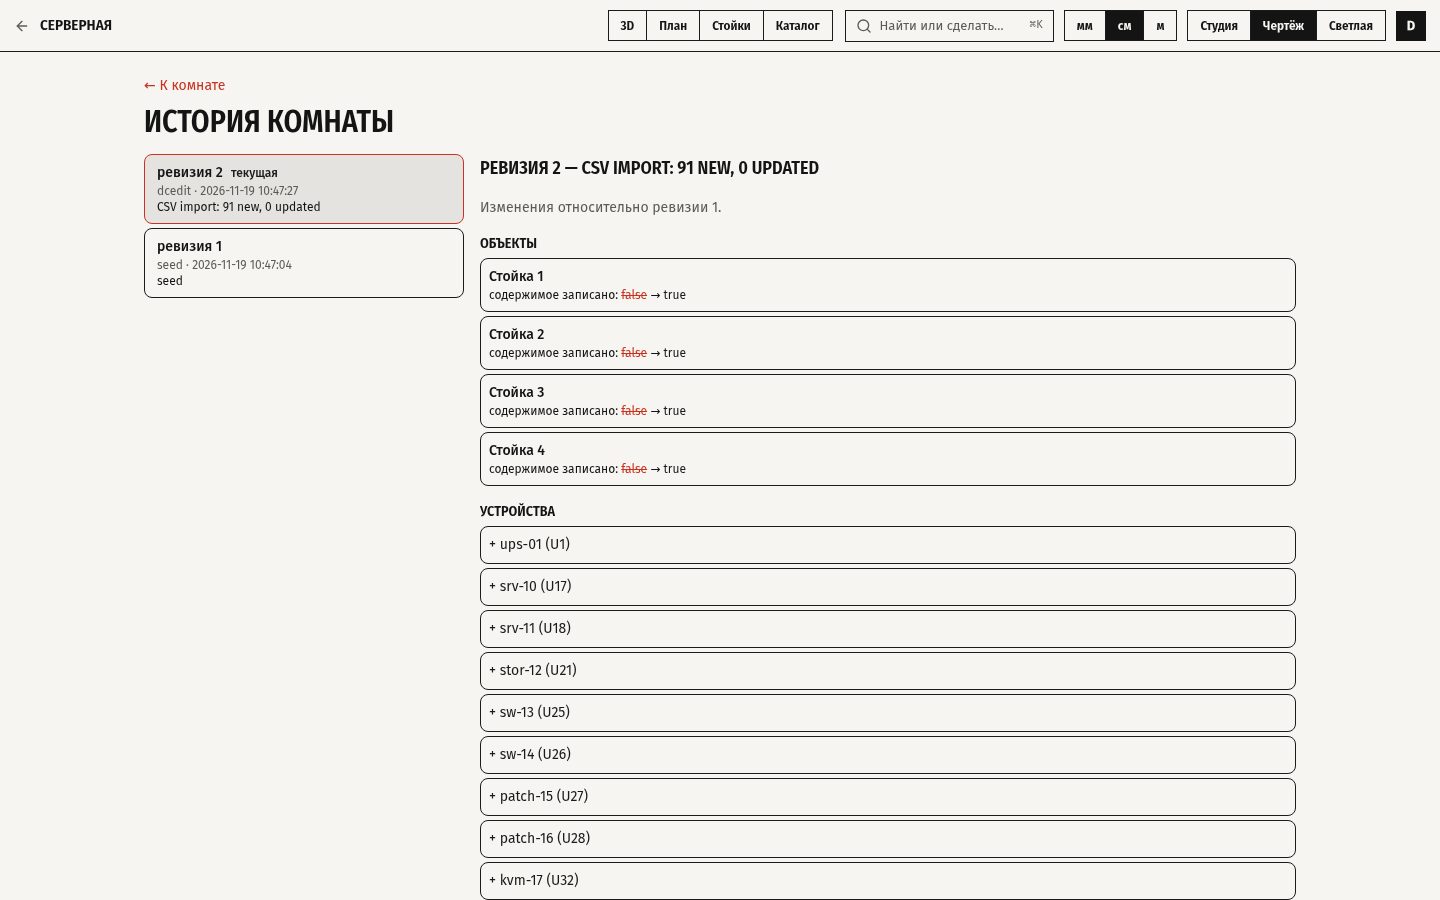 ← СЕРВЕРНАЯ
3D План Стойки Каталог
Найти или сделать... ⌘K
мм см м
Студия Чертёж Светлая
D
← К комнате
ИСТОРИЯ КОМНАТЫ
ревизия 2 текущая
dcedit · 2026-11-19 10:47:27
CSV import: 91 new, 0 updated
ревизия 1
seed · 2026-11-19 10:47:04
seed
РЕВИЗИЯ 2 — CSV IMPORT: 91 NEW, 0 UPDATED
Изменения относительно ревизии 1.
ОБЪЕКТЫ
Стойка 1
содержимое записано: false → true
Стойка 2
содержимое записано: false → true
Стойка 3
содержимое записано: false → true
Стойка 4
содержимое записано: false → true
УСТРОЙСТВА
+ ups-01 (U1)
+ srv-10 (U17)
+ srv-11 (U18)
+ stor-12 (U21)
+ sw-13 (U25)
+ sw-14 (U26)
+ patch-15 (U27)
+ patch-16 (U28)
+ kvm-17 (U32)